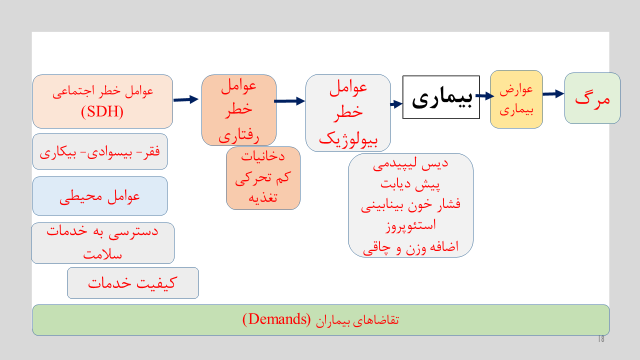 عوامل خطر اجتماعی
(SDH)
عوامل
خطر
رفتاری
عوامل
خطر
بیولوژیک
بیماری
عوارض
بیماری
مرگ
فقر- بیسوادی- بیکاری
عوامل محیطی
دسترسی به خدمات
سلامت
کیفیت خدمات
دخانیات
کم تحرکی
تغذیه
دیس لیپیدمی
پیش دیابت
فشار خون بینابینی
استئوپروز
اضافه وزن و چاقی
تقاضاهای بیماران (Demands)
18